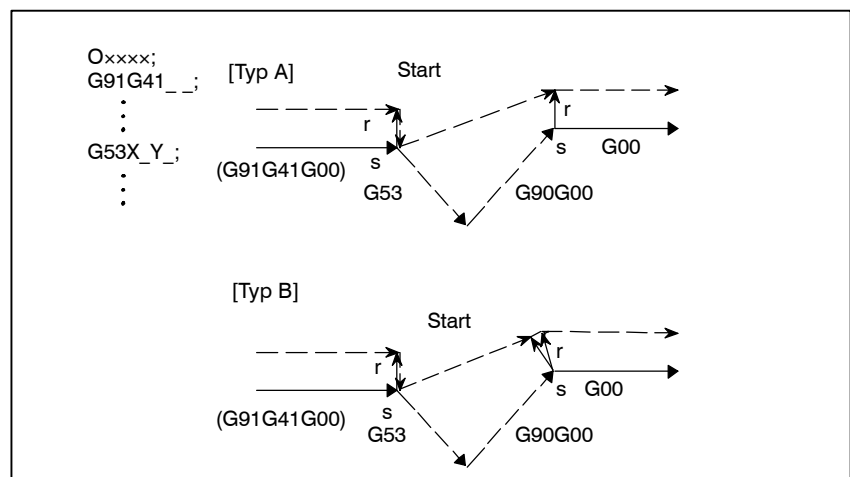 O××××;
G91G41_ _;
G53X_Y_;
[Typ A]
Start
r
r
s
s
G00
(G91G41G00)
G53
G90G00
[Typ B]
Start
r
r
s
G00
(G91G41G00)
s
G53
G90G00